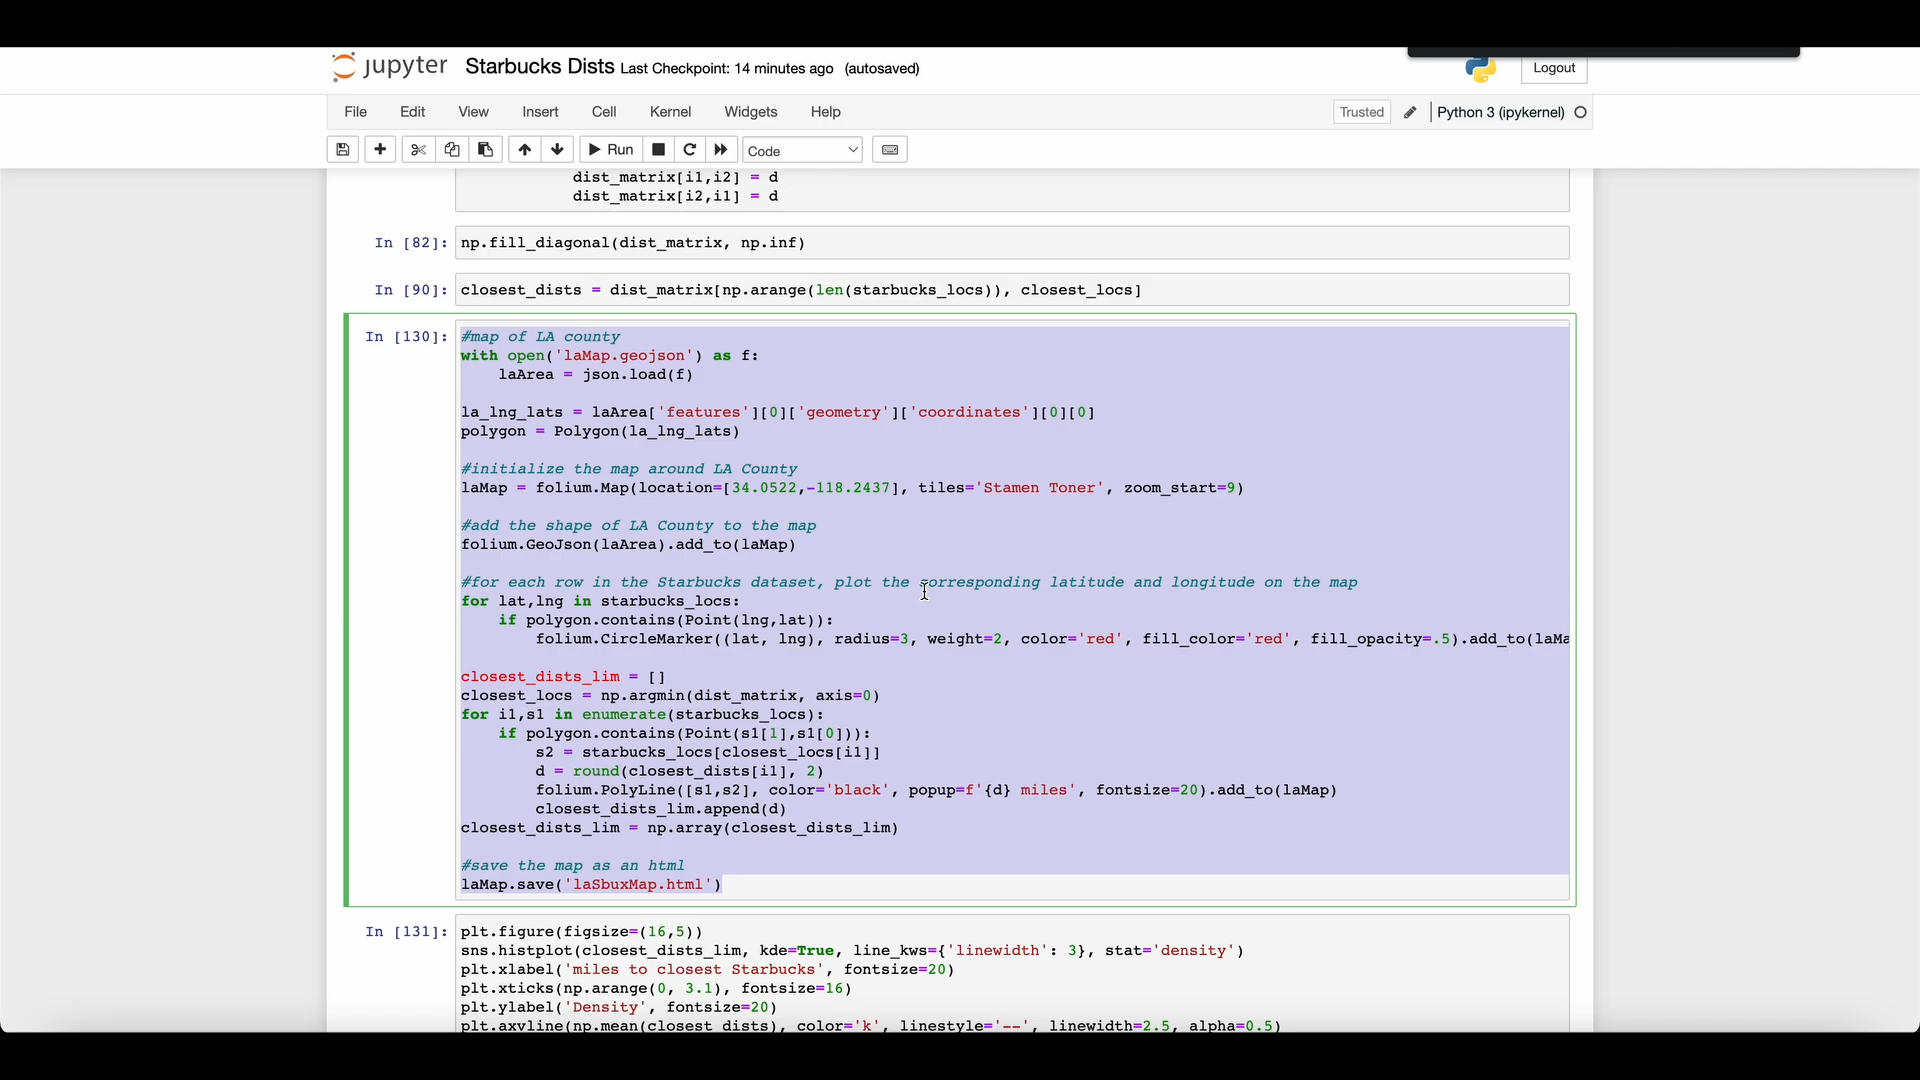 jupyter Starbucks Dists Last Checkpoint: 14 minutes ago (autosaved) Logout
File Edit View Insert Cell Kernel Widgets Help Trusted Python 3 (ipykernel)
Run Code
dist_matrix[i1,i2] = d
dist_matrix[i2,i1] = d
In [82]: np.fill_diagonal(dist_matrix, np.inf)
In [90]: closest_dists = dist_matrix[np.arange(len(starbucks_locs)), closest_locs]
In [130]: #map of LA county
with open('laMap.geojson') as f:
    laArea = json.load(f)
la_lng_lats = laArea['features'][0]['geometry']['coordinates'][0][0]
polygon = Polygon(la_lng_lats)
#initialize the map around LA County
laMap = folium.Map(location=[34.0522,-118.2437], tiles='Stamen Toner', zoom_start=9)
#add the shape of LA County to the map
folium.GeoJson(laArea).add_to(laMap)
#for each row in the Starbucks dataset, plot the corresponding latitude and longitude on the map
for lat,lng in starbucks_locs:
    if polygon.contains(Point(lng,lat)):
        folium.CircleMarker((lat, lng), radius=3, weight=2, color='red', fill_color='red', fill_opacity=.5).add_to(laMa
closest_dists_lim = []
closest_locs = np.argmin(dist_matrix, axis=0)
for i1,s1 in enumerate(starbucks_locs):
    if polygon.contains(Point(s1[1],s1[0])):
        s2 = starbucks_locs[closest_locs[i1]]
        d = round(closest_dists[i1], 2)
        folium.PolyLine([s1,s2], color='black', popup=f'{d} miles', fontsize=20).add_to(laMap)
        closest_dists_lim.append(d)
closest_dists_lim = np.array(closest_dists_lim)
#save the map as an html
laMap.save('laSbuxMap.html')
In [131]: plt.figure(figsize=(16,5))
sns.histplot(closest_dists_lim, kde=True, line_kws={'linewidth': 3}, stat='density')
plt.xlabel('miles to closest Starbucks', fontsize=20)
plt.xticks(np.arange(0, 3.1), fontsize=16)
plt.ylabel('Density', fontsize=20)
plt.axvline(np.mean(closest_dists), color='k', linestyle='--', linewidth=2.5, alpha=0.5)